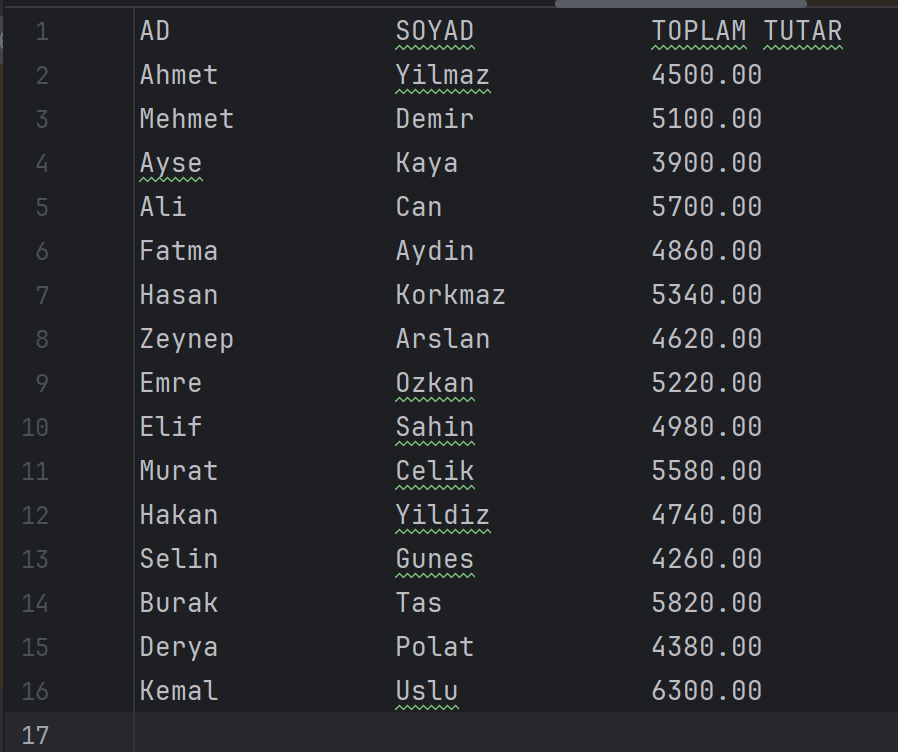 1 AD SOYAD TOPLAM TUTAR
2 Ahmet Yilmaz 4500.00
3 Mehmet Demir 5100.00
4 Ayse Kaya 3900.00
5 Ali Can 5700.00
6 Fatma Aydin 4860.00
7 Hasan Korkmaz 5340.00
8 Zeynep Arslan 4620.00
9 Emre Ozkan 5220.00
10 Elif Sahin 4980.00
11 Murat Celik 5580.00
12 Hakan Yildiz 4740.00
13 Selin Gunes 4260.00
14 Burak Tas 5820.00
15 Derya Polat 4380.00
16 Kemal Uslu 6300.00
17